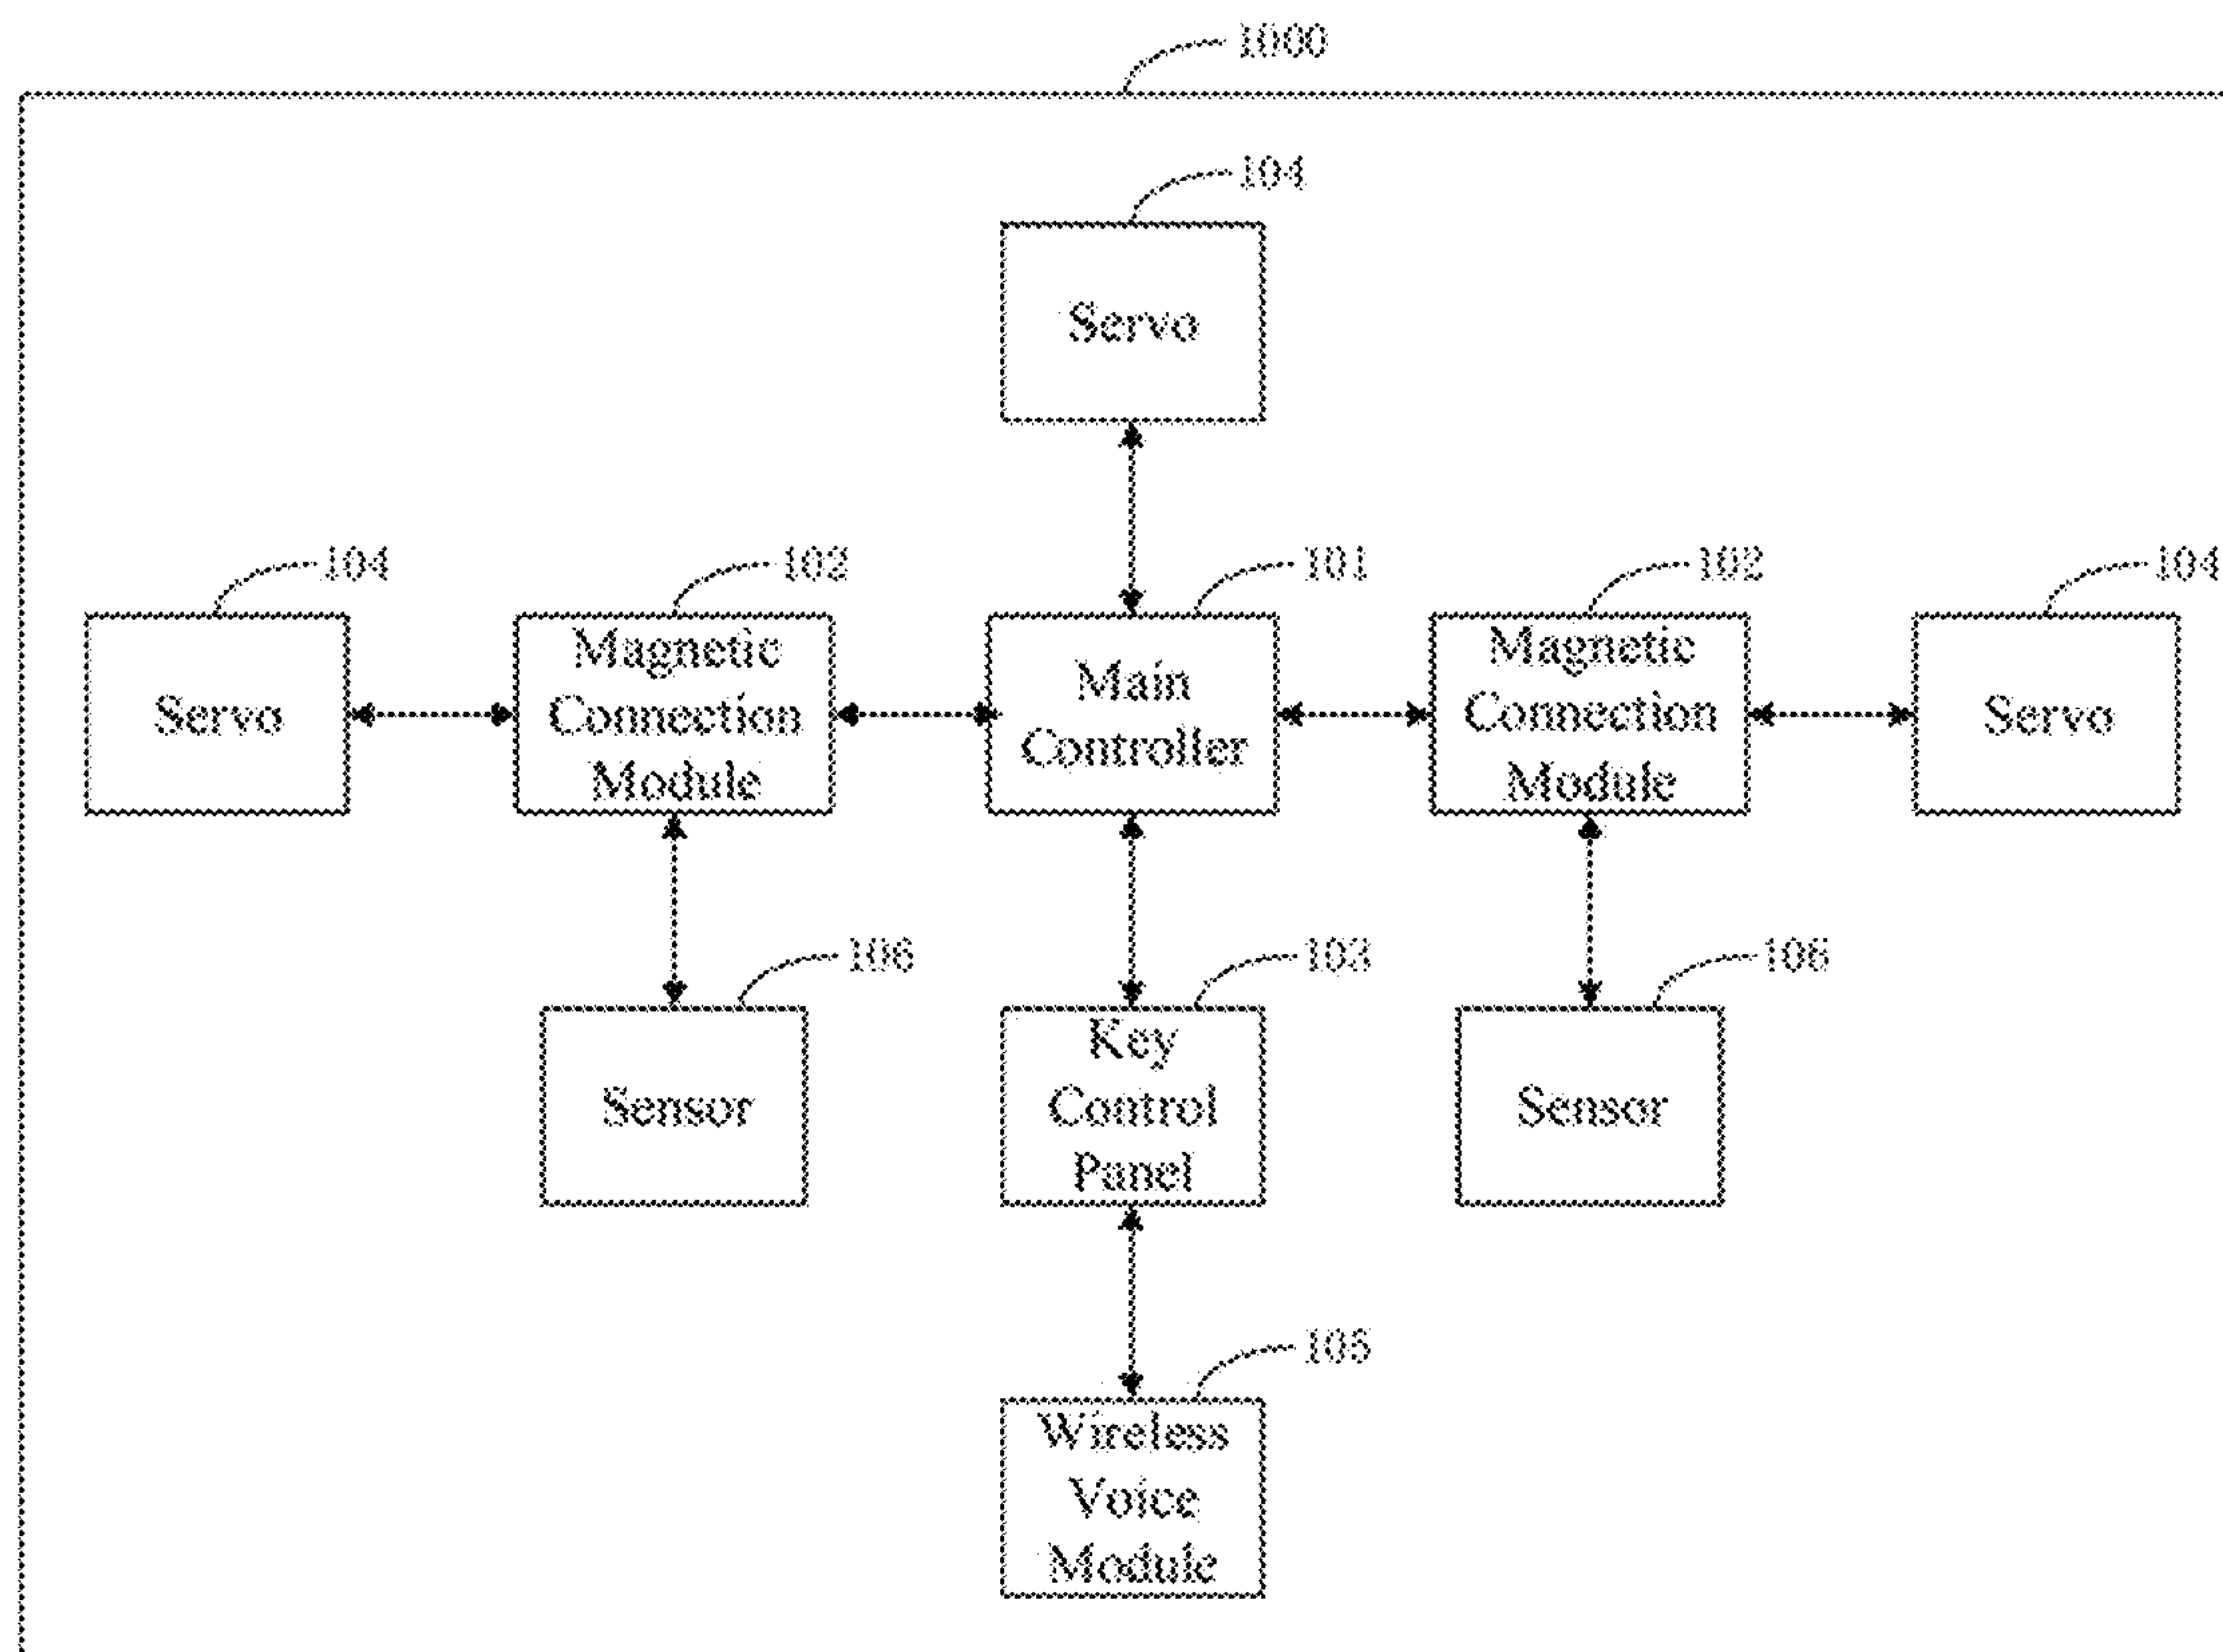 1000
104
Servo
104
102
101
102
104
Servo
Magnetic
Connection
Module
Main
Controller
Magnetic
Connection
Module
Servo
106
103
106
Sensor
Key
Control
Panel
Sensor
105
Wireless
Voice
Module